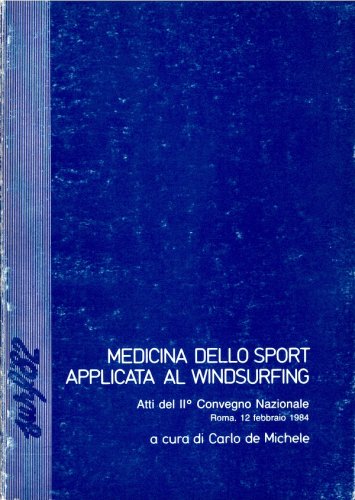 MEDICINA DELLO SPORT
APPLICATA AL WINDSURFING
Atti del II° Convegno Nazionale
Roma. 12 febbraio 1984
a cura di Carlo de Michele